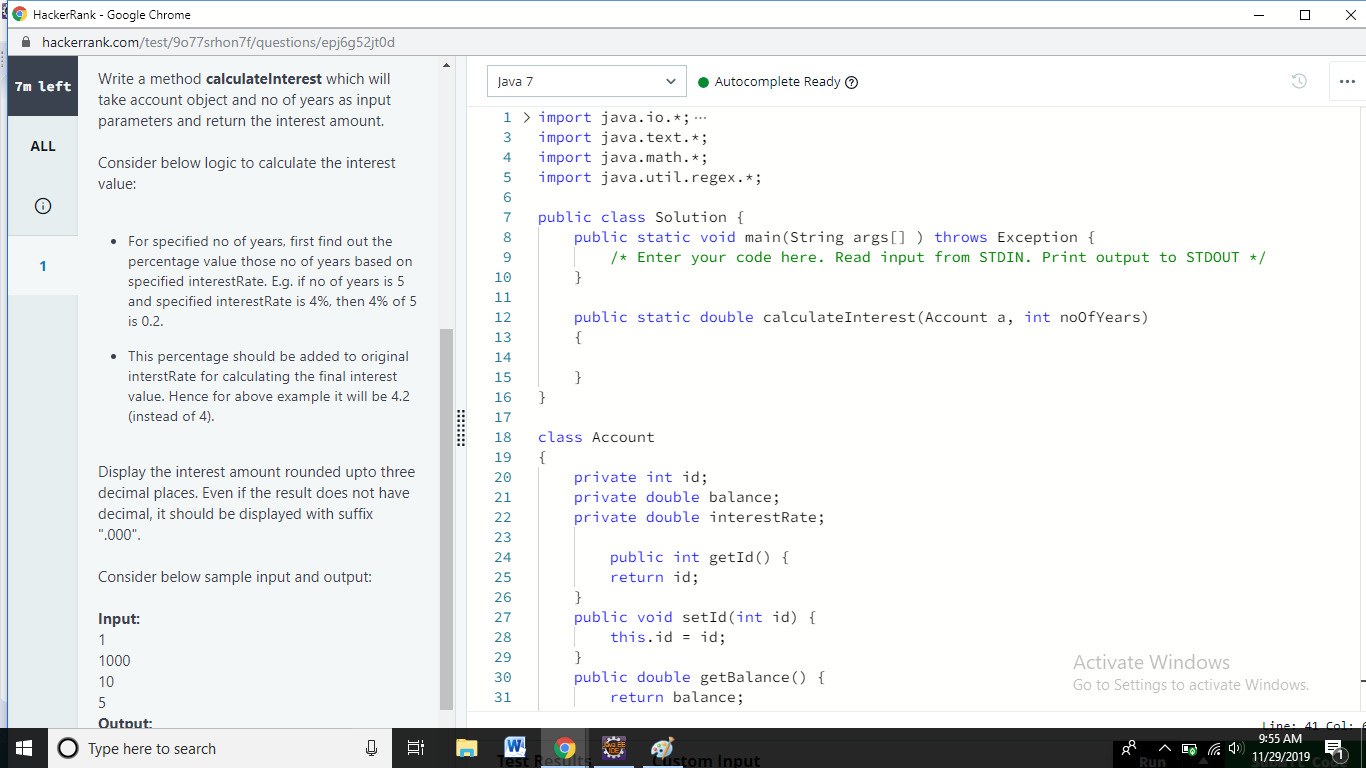 HackerRank - Google Chrome
hackerrank.com/test/9o77srhon7f/questions/epj6g52jt0d
7m left
ALL
1
Write a method calculateInterest which will
take account object and no of years as input
parameters and return the interest amount.
Consider below logic to calculate the interest
value:
• For specified no of years, first find out the
percentage value those no of years based on
specified interestRate. E.g. if no of years is 5
and specified interestRate is 4%, then 4% of 5
is 0.2.
• This percentage should be added to original
interstRate for calculating the final interest
value. Hence for above example it will be 4.2
(instead of 4).
Display the interest amount rounded upto three
decimal places. Even if the result does not have
decimal, it should be displayed with suffix
".000".
Consider below sample input and output:
Input:
1
1000
10
5
Output:
Java 7
Autocomplete Ready ?
1 > import java.io.*; ···
3 import java.text.*;
4 import java.math.*;
5 import java.util.regex.*;
6
7 public class Solution {
8 public static void main(String args[] ) throws Exception {
9 /* Enter your code here. Read input from STDIN. Print output to STDOUT */
10 }
11
12 public static double calculateInterest(Account a, int noOfYears)
13 {
14
15 }
16 }
17
18 class Account
19 {
20 private int id;
21 private double balance;
22 private double interestRate;
23
24 public int getId() {
25 return id;
26 }
27 public void setId(int id) {
28 this.id = id;
29 }
30 public double getBalance() {
31 return balance;
Activate Windows
Go to Settings to activate Windows.
Line: 41 Col:
Type here to search
Test Results
Custom Input
Run
9:55 AM
11/29/2019
1